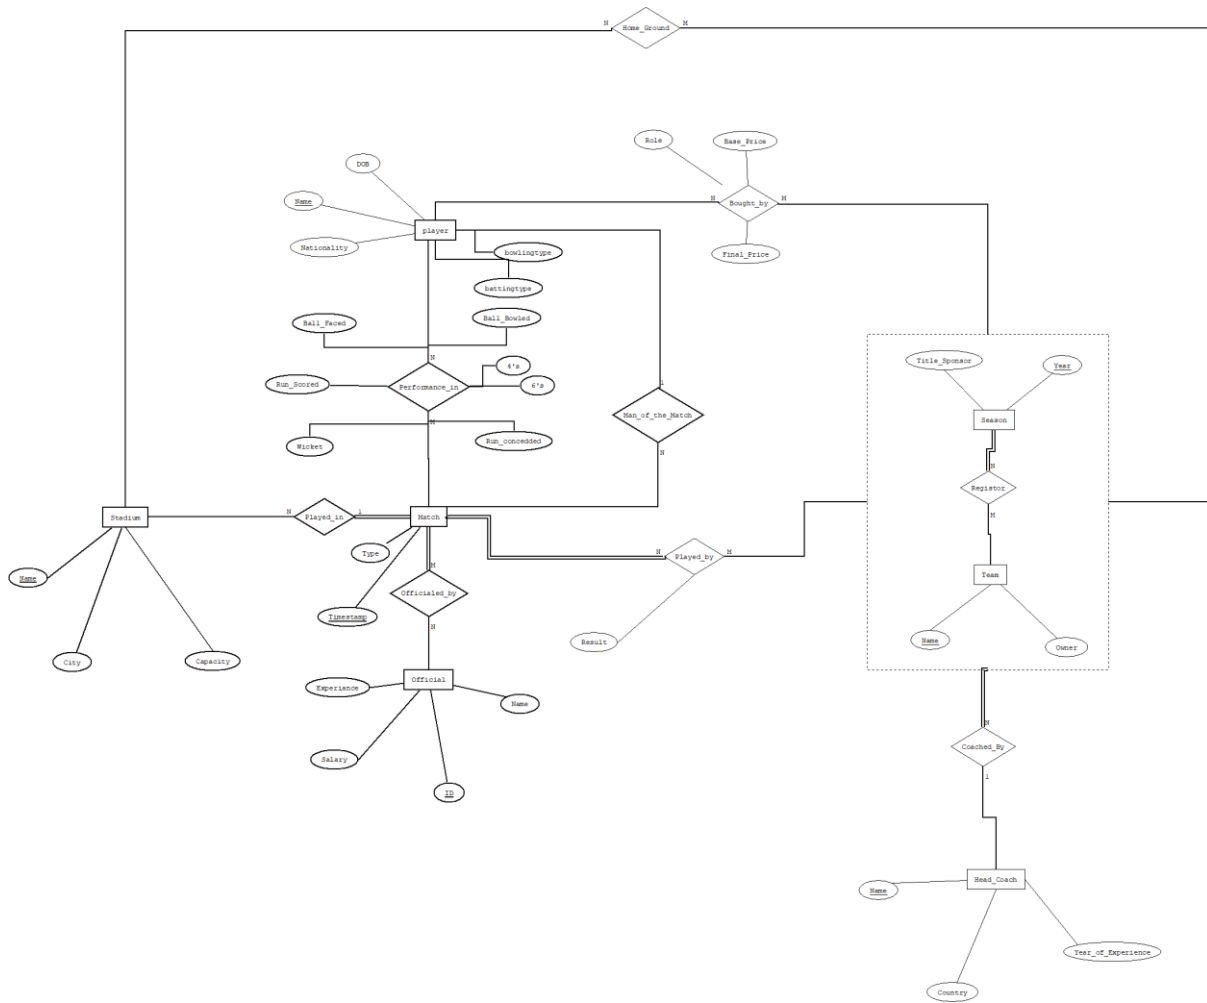 N
Home_Ground
M
Role
Base_Price
DOB
Name
N
Bought_by
M
player
Nationality
bowlingtype
Final_Price
battingtype
Ball_Faced
Ball_Bowled
N
4's
Title_Sponsor
Year
Run_Scored
Performance_in
6's
1
Man_of_the_Match
Season
M
Wicket
Run_concedded
N
N
Registor
N
Played_in
1
Match
M
Stadium
Type
N
Played_by
M
Name
M
Officialed_by
Team
Timestamp
N
Result
Name
Owner
City
Capacity
Experiance
Official
Name
N
Salary
Coached_By
1
ID
Head_Coach
Name
Year_of_Experience
Country